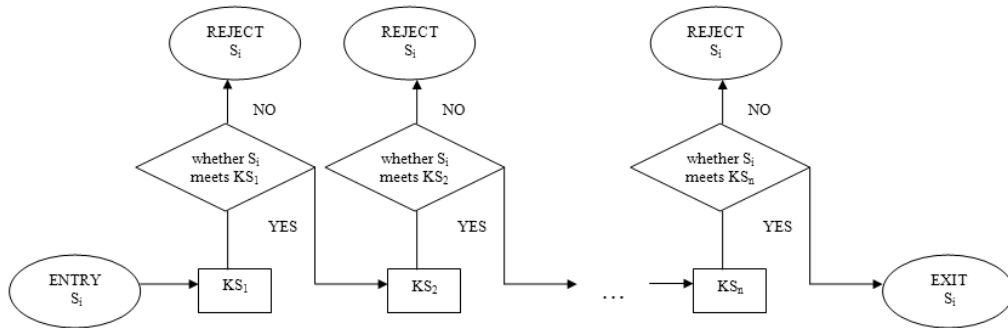 REJECT
Sᵢ
REJECT
Sᵢ
REJECT
Sᵢ
NO
NO
NO
whether Sᵢ
meets KS₁
whether Sᵢ
meets KS₂
whether Sᵢ
meets KSₙ
YES
YES
YES
ENTRY
Sᵢ
KS₁
KS₂
...
KSₙ
EXIT
Sᵢ